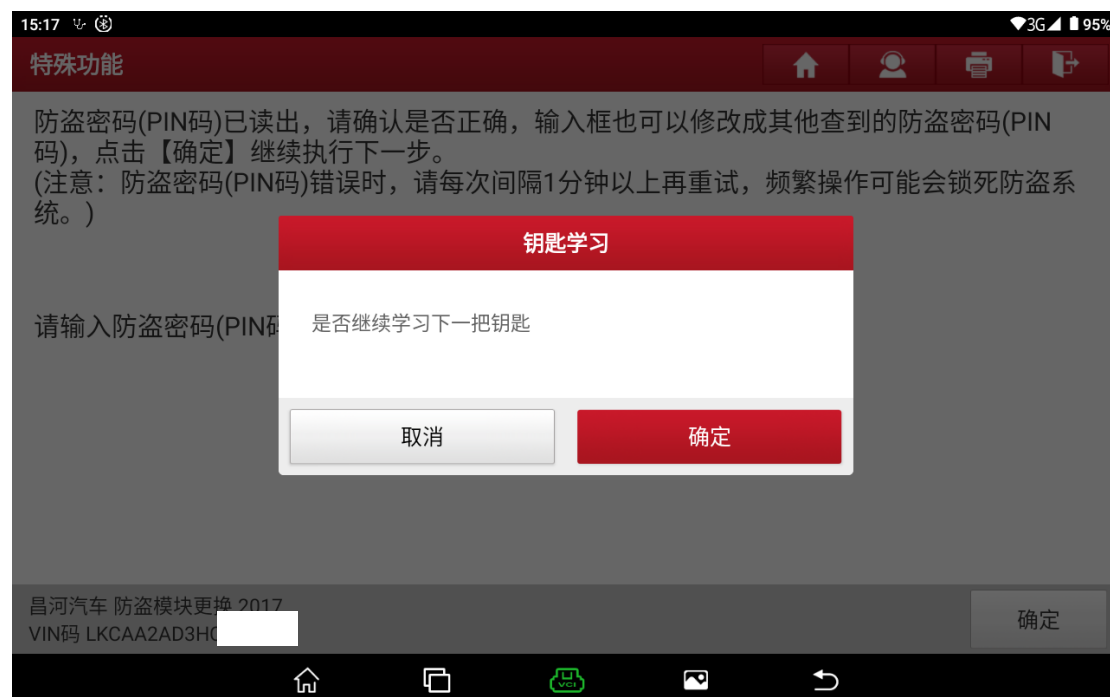 15:17
3G 95%
特殊功能
防盗密码(PIN码)已读出，请确认是否正确，输入框也可以修改成其他查到的防盗密码(PIN
码)，点击【确定】继续执行下一步。
(注意：防盗密码(PIN码)错误时，请每次间隔1分钟以上再重试，频繁操作可能会锁死防盗系
统。)
钥匙学习
请输入防盗密码(PIN码
是否继续学习下一把钥匙
取消
确定
昌河汽车 防盗模块更换 2017
VIN码 LKCAA2AD3H
确定
VCI